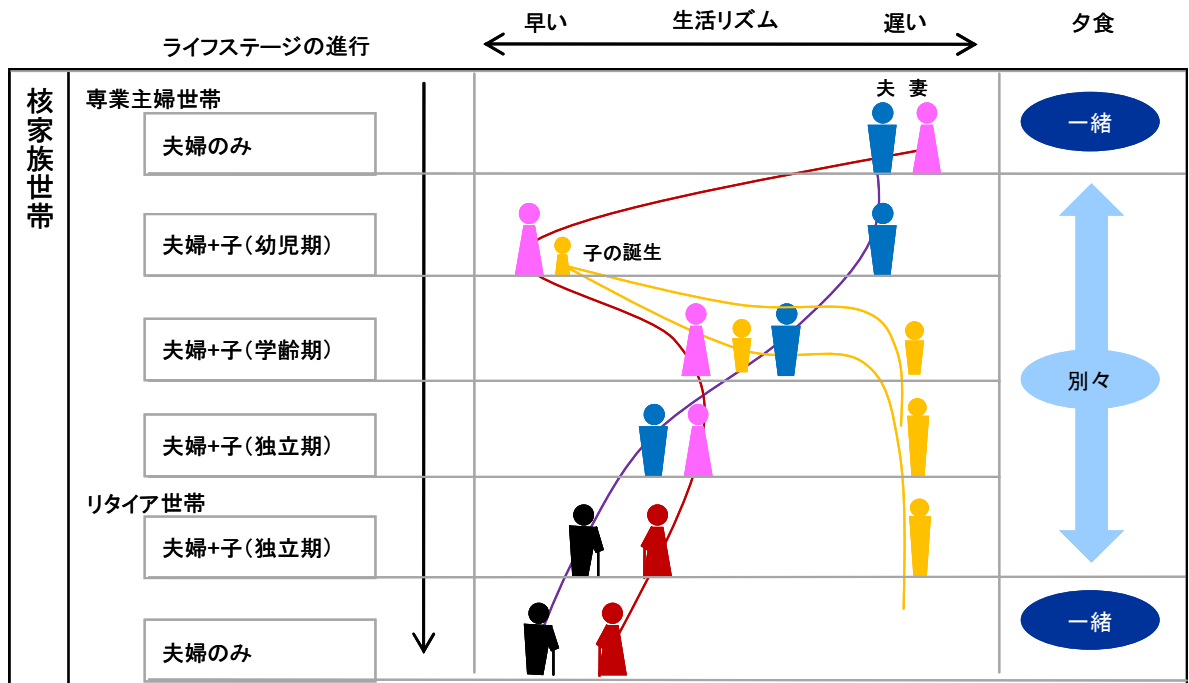 早い 生活リズム 遅い 夕食
ライフステージの進行
核家族世帯
専業主婦世帯
夫 妻
夫婦のみ
一緒
夫婦+子（幼児期）
子の誕生
夫婦+子（学齢期）
別々
夫婦+子（独立期）
リタイア世帯
夫婦+子（独立期）
夫婦のみ
一緒